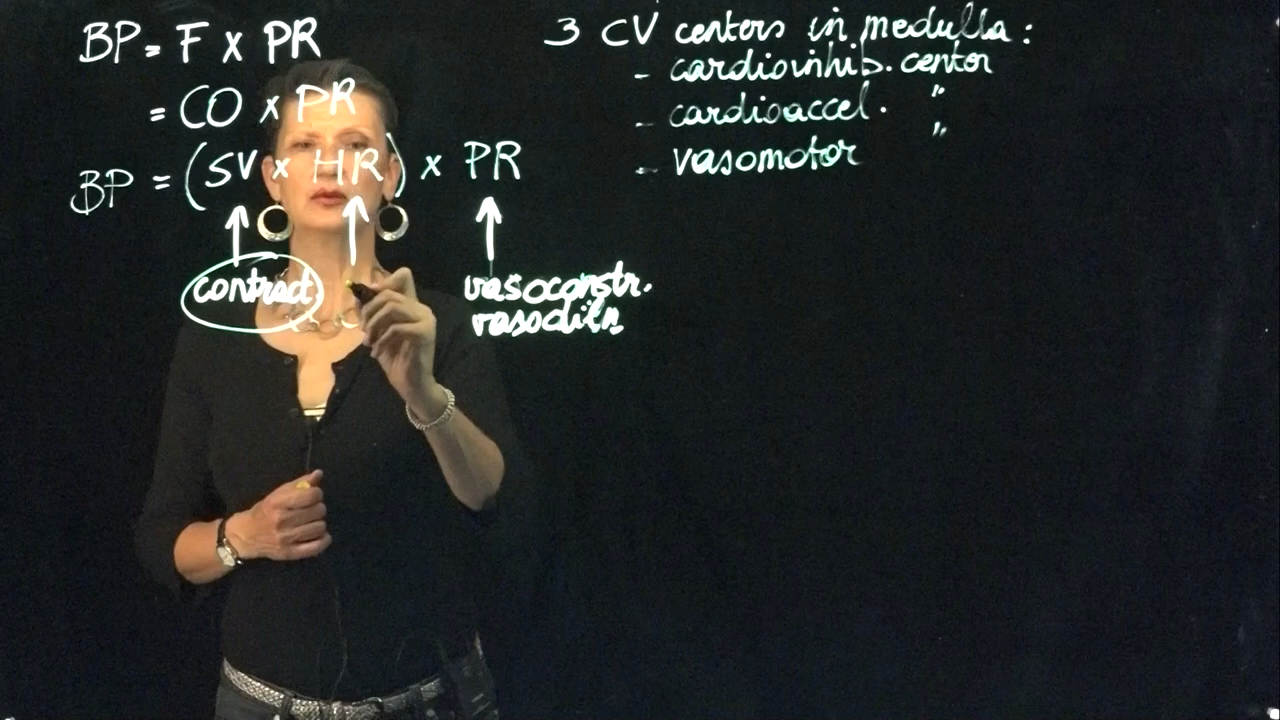 BP = F x PR
= CO x PR
BP = (SV x HR) x PR
contract.
vasoconstr.
vasodil'n
3 CV centers in medulla:
- cardioinhib. center
- cardioaccel. "
- vasomotor "